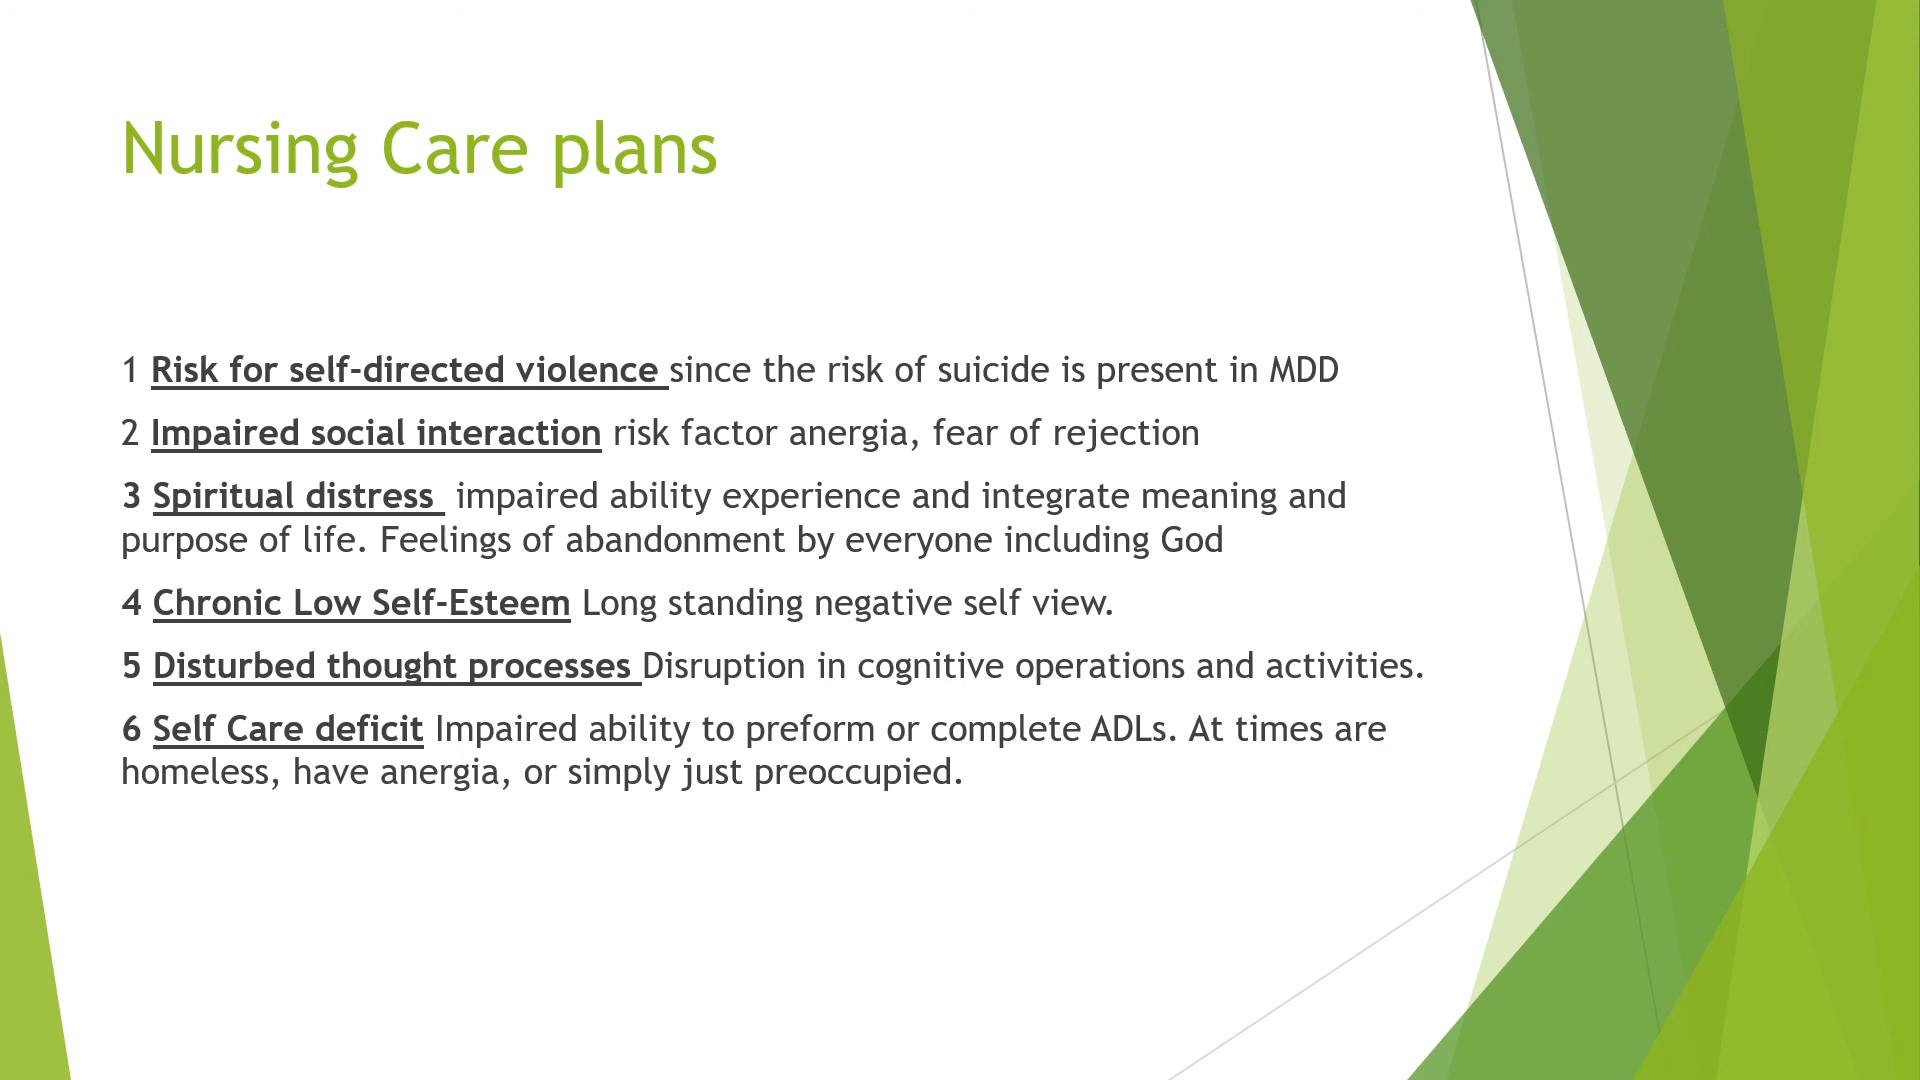 Nursing Care plans
1 Risk for self-directed violence since the risk of suicide is present in MDD
2 Impaired social interaction risk factor anergia, fear of rejection
3 Spiritual distress  impaired ability experience and integrate meaning and
purpose of life. Feelings of abandonment by everyone including God
4 Chronic Low Self-Esteem Long standing negative self view.
5 Disturbed thought processes Disruption in cognitive operations and activities.
6 Self Care deficit Impaired ability to preform or complete ADLs. At times are
homeless, have anergia, or simply just preoccupied.